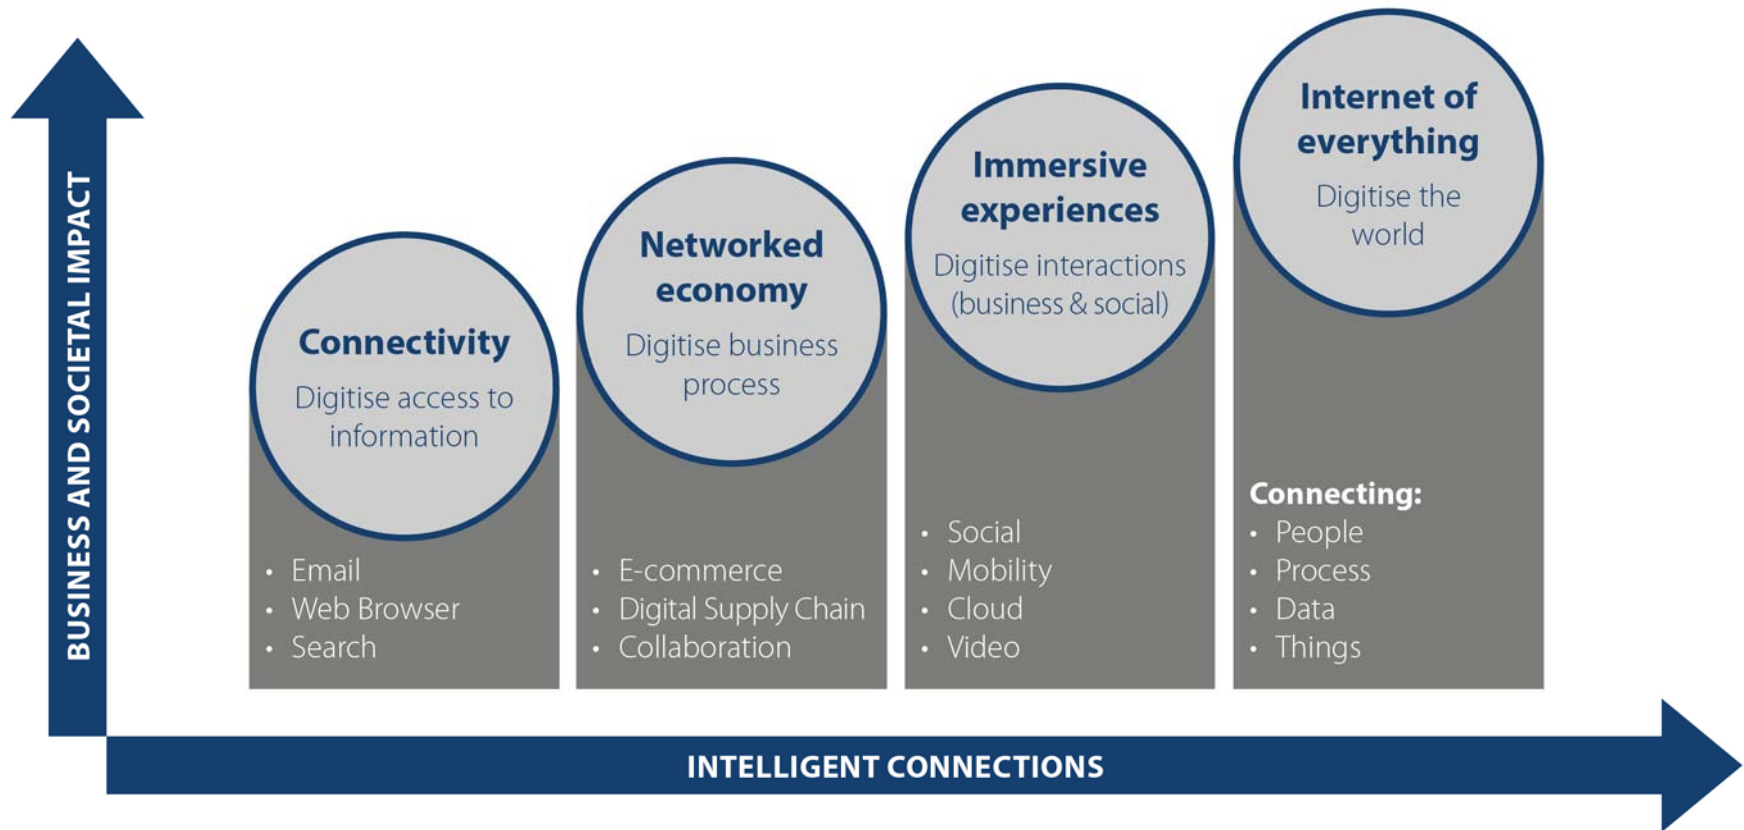 BUSINESS AND SOCIETAL IMPACT
Connectivity
Digitise access to
information
• Email
• Web Browser
• Search
Networked
economy
Digitise business
process
• E-commerce
• Digital Supply Chain
• Collaboration
Immersive
experiences
Digitise interactions
(business & social)
• Social
• Mobility
• Cloud
• Video
Internet of
everything
Digitise the
world
Connecting:
• People
• Process
• Data
• Things
INTELLIGENT CONNECTIONS